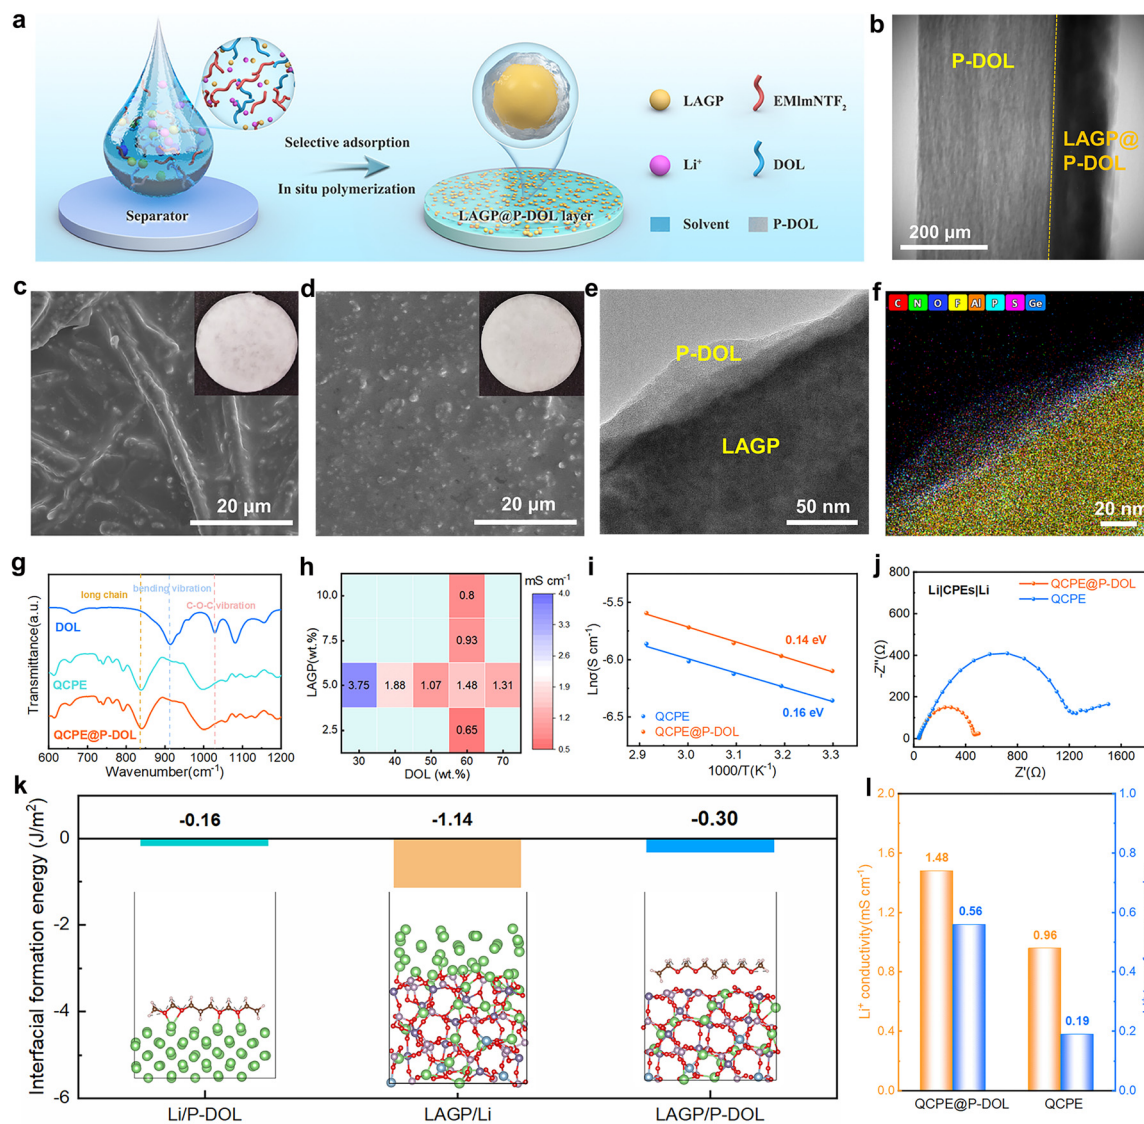 a
LAGP
EMImNTF2
Li+
DOL
Solvent
P-DOL
Selective adsorption
In situ polymerization
Separator
LAGP@P-DOL layer
b
P-DOL
LAGP@
P-DOL
200 μm
c
20 μm
d
20 μm
e
P-DOL
LAGP
50 nm
f
C N O F Al P S Ge
20 nm
g
long chain
bending vibration
C-O-C vibration
DOL
QCPE
QCPE@P-DOL
Transmittance(a.u.)
600 700 800 900 1000 1100 1200
Wavenumber(cm-1)
h
mS cm-1
10.0
7.5
5.0
2.5
LAGP(wt.%)
0.8
0.93
3.75 1.88 1.07 1.48 1.31
0.65
30 40 50 60 70
DOL (wt.%)
4.0
3.4
2.8
2.2
1.6
1.2
0.9
0.5
i
-5.5
-6.0
-6.5
Lnσ(S cm-1)
0.14 eV
0.16 eV
QCPE
QCPE@P-DOL
2.9 3.0 3.1 3.2 3.3
1000/T(K-1)
j
Li|CPEs|Li
QCPE@P-DOL
QCPE
800
600
400
200
0
-200
-Z''(Ω)
0 400 800 1200 1600
Z'(Ω)
k
-0.16 -1.14 -0.30
0
-2
-4
-6
Interfacial formation energy (J/m2)
Li/P-DOL LAGP/Li LAGP/P-DOL
l
2.0
1.6
1.2
0.8
0.4
0.0
Li+ conductivity(mS cm-1)
1.48
0.56
0.96
0.19
1.0
0.8
0.6
0.4
0.2
0.0
QCPE@P-DOL QCPE